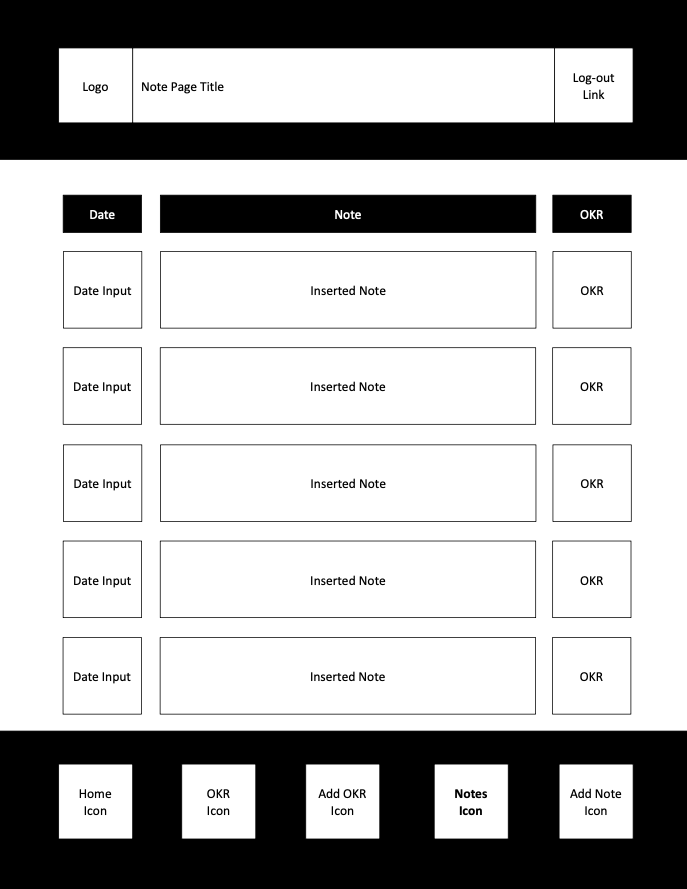 Logo
Note Page Title
Log-out
Link
Date
Note
OKR
Date Input
Inserted Note
OKR
Date Input
Inserted Note
OKR
Date Input
Inserted Note
OKR
Date Input
Inserted Note
OKR
Date Input
Inserted Note
OKR
Home
Icon
OKR
Icon
Add OKR
Icon
Notes
Icon
Add Note
Icon